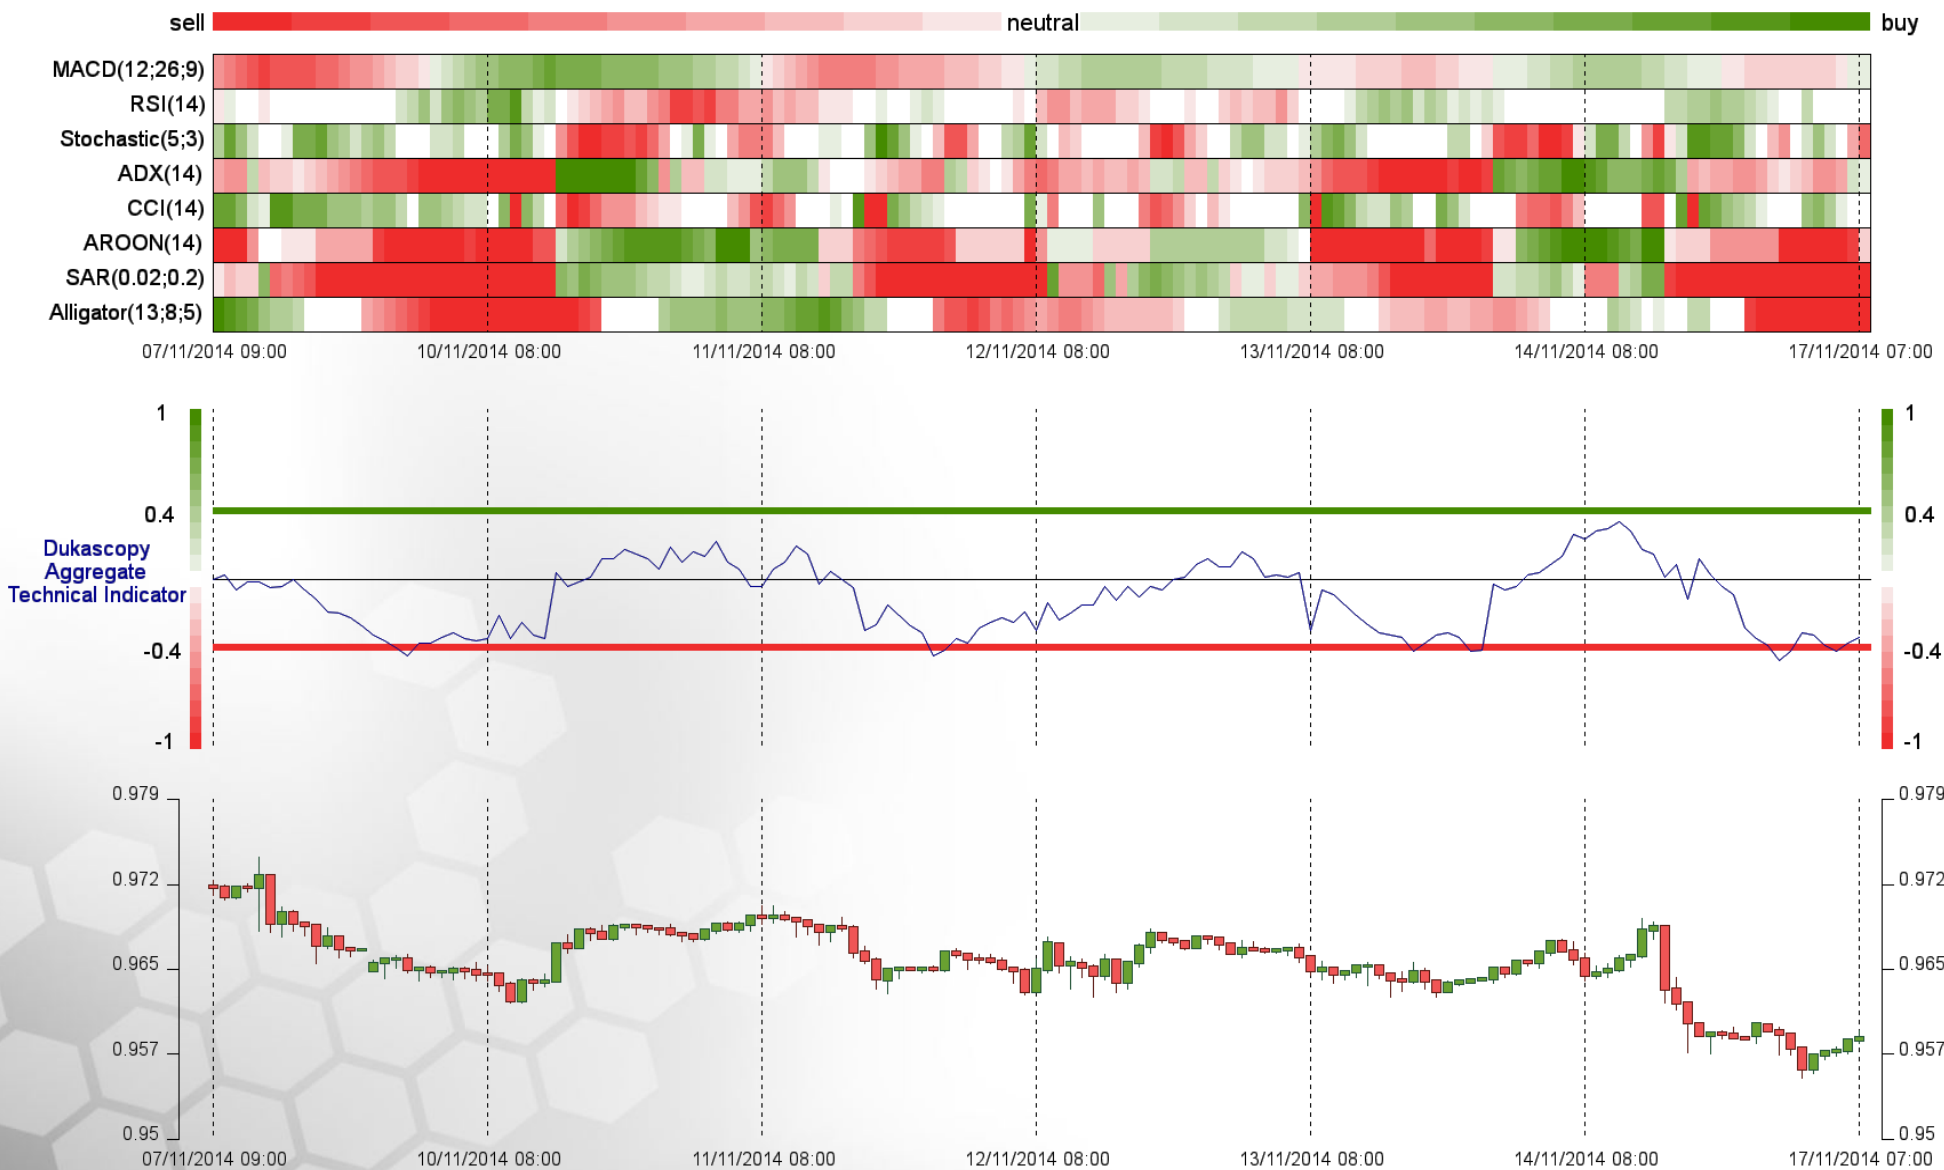 sell neutral buy
MACD(12;26;9)
RSI(14)
Stochastic(5;3)
ADX(14)
CCI(14)
AROON(14)
SAR(0.02;0.2)
Alligator(13;8;5)
07/11/2014 09:00 10/11/2014 08:00 11/11/2014 08:00 12/11/2014 08:00 13/11/2014 08:00 14/11/2014 08:00 17/11/2014 07:00
1 1
0.4 0.4
Dukascopy
Aggregate
Technical Indicator
-0.4 -0.4
-1 -1
0.979 0.979
0.972 0.972
0.965 0.965
0.957 0.957
0.95 0.95
07/11/2014 09:00 10/11/2014 08:00 11/11/2014 08:00 12/11/2014 08:00 13/11/2014 08:00 14/11/2014 08:00 17/11/2014 07:00